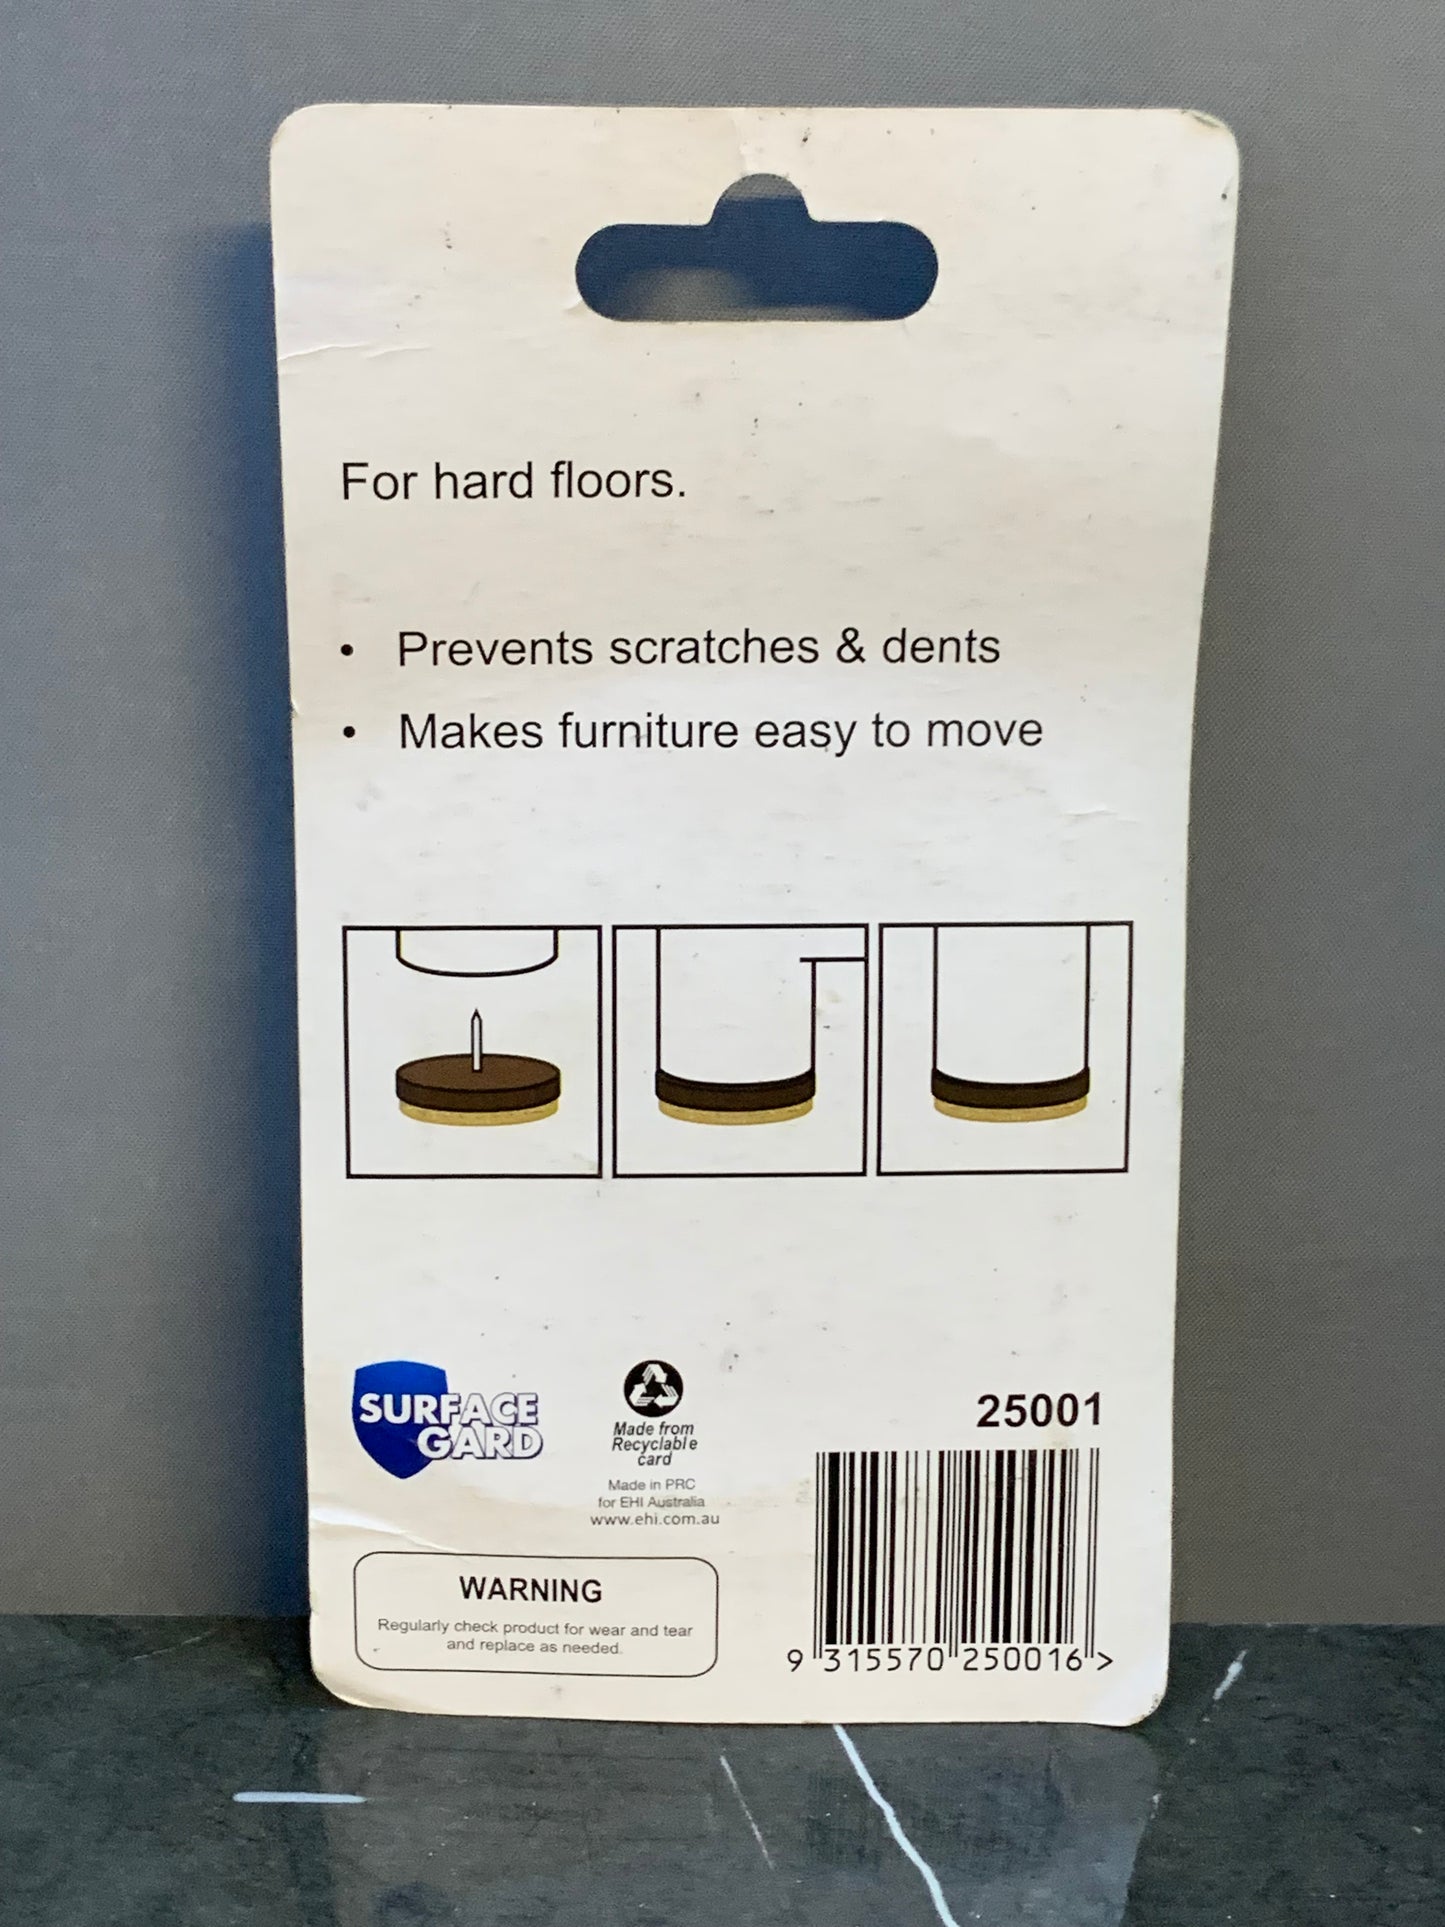 For hard floors.
• Prevents scratches & dents
• Makes furniture easy to move
SURFACE
GARD
Made from
Recyclable
card
Made in PRC
for EHI Australia
www.ehi.com.au
WARNING
Regularly check product for wear and tear
and replace as needed.
25001
9 315570 250016 >